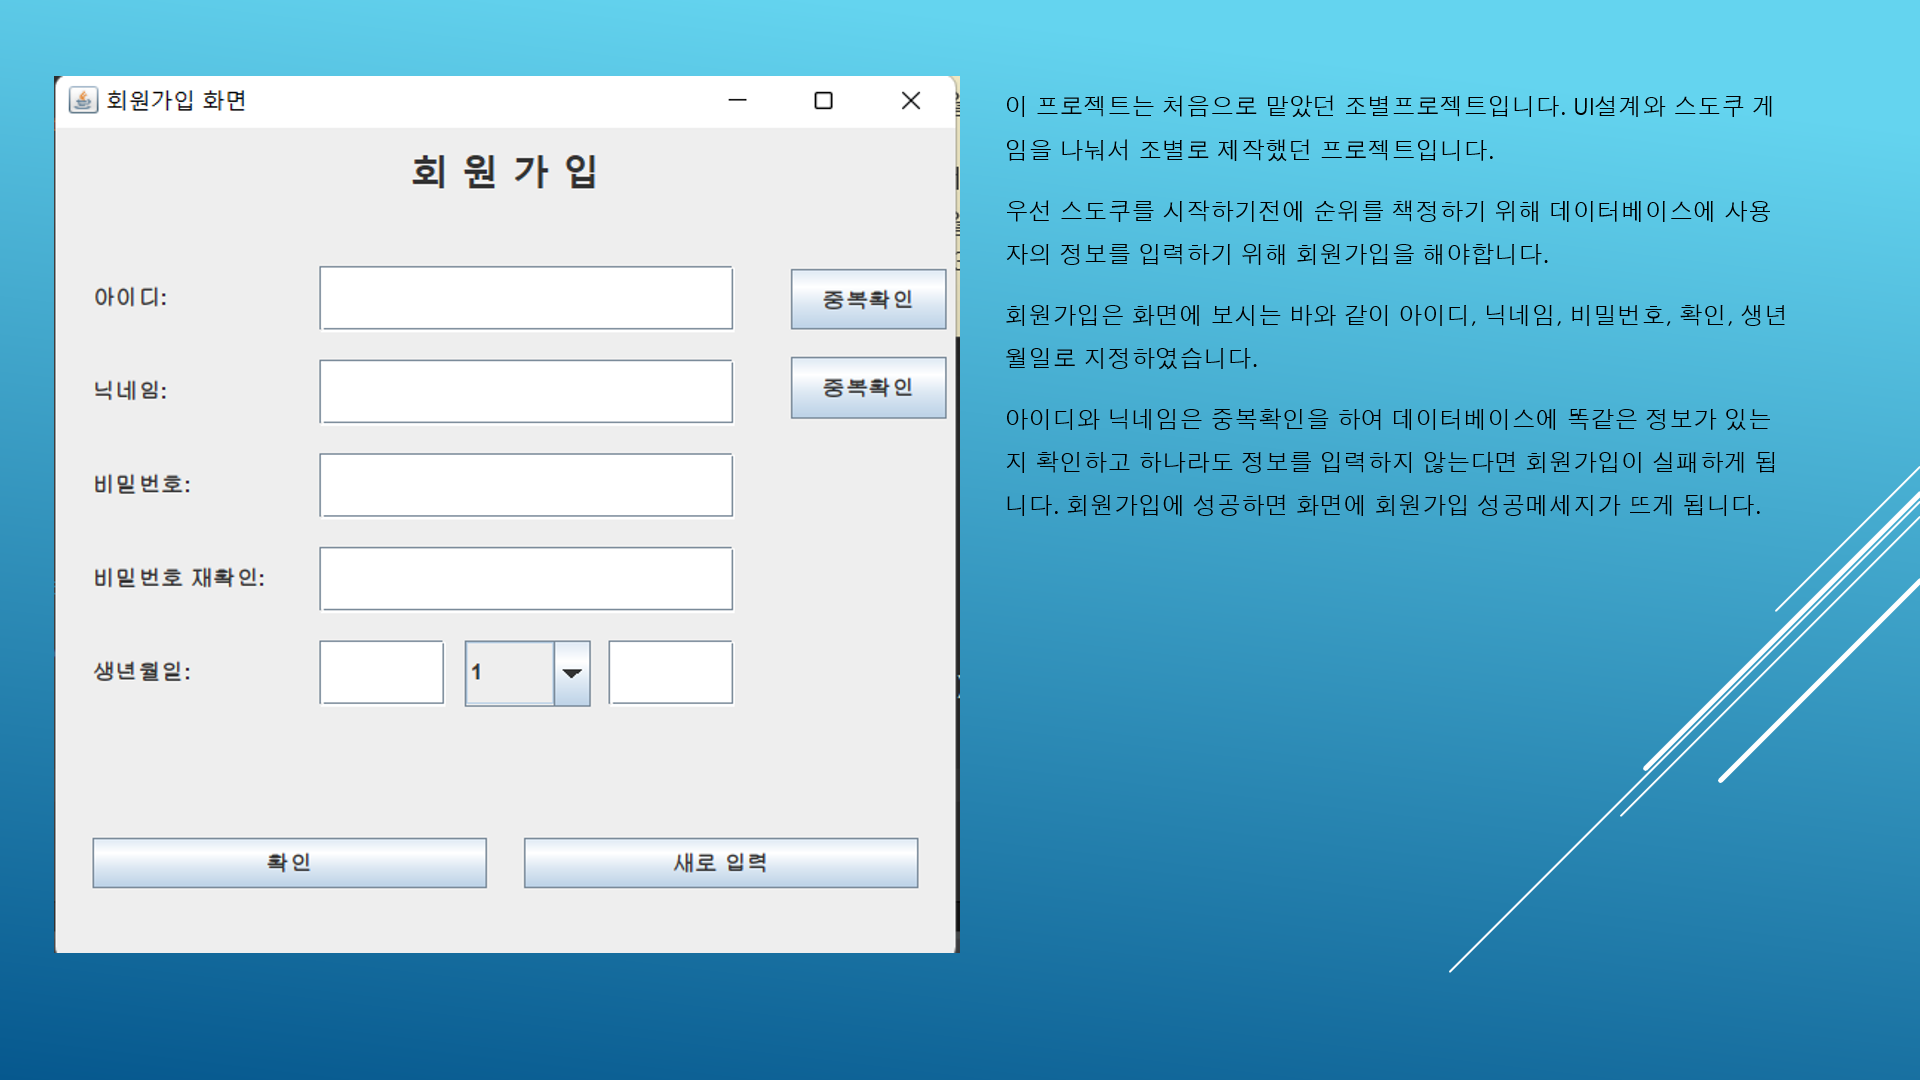 회원가입 화면
회 원 가 입
아이디:
중복확인
닉네임:
중복확인
비밀번호:
비밀번호 재확인:
생년월일:
1
확인
새로 입력
이 프로젝트는 처음으로 맡았던 조별프로젝트입니다. UI설계와 스도쿠 게
임을 나눠서 조별로 제작했던 프로젝트입니다.
우선 스도쿠를 시작하기전에 순위를 책정하기 위해 데이터베이스에 사용
자의 정보를 입력하기 위해 회원가입을 해야합니다.
회원가입은 화면에 보시는 바와 같이 아이디, 닉네임, 비밀번호, 확인, 생년
월일로 지정하였습니다.
아이디와 닉네임은 중복확인을 하여 데이터베이스에 똑같은 정보가 있는
지 확인하고 하나라도 정보를 입력하지 않는다면 회원가입이 실패하게 됩
니다. 회원가입에 성공하면 화면에 회원가입 성공메세지가 뜨게 됩니다.